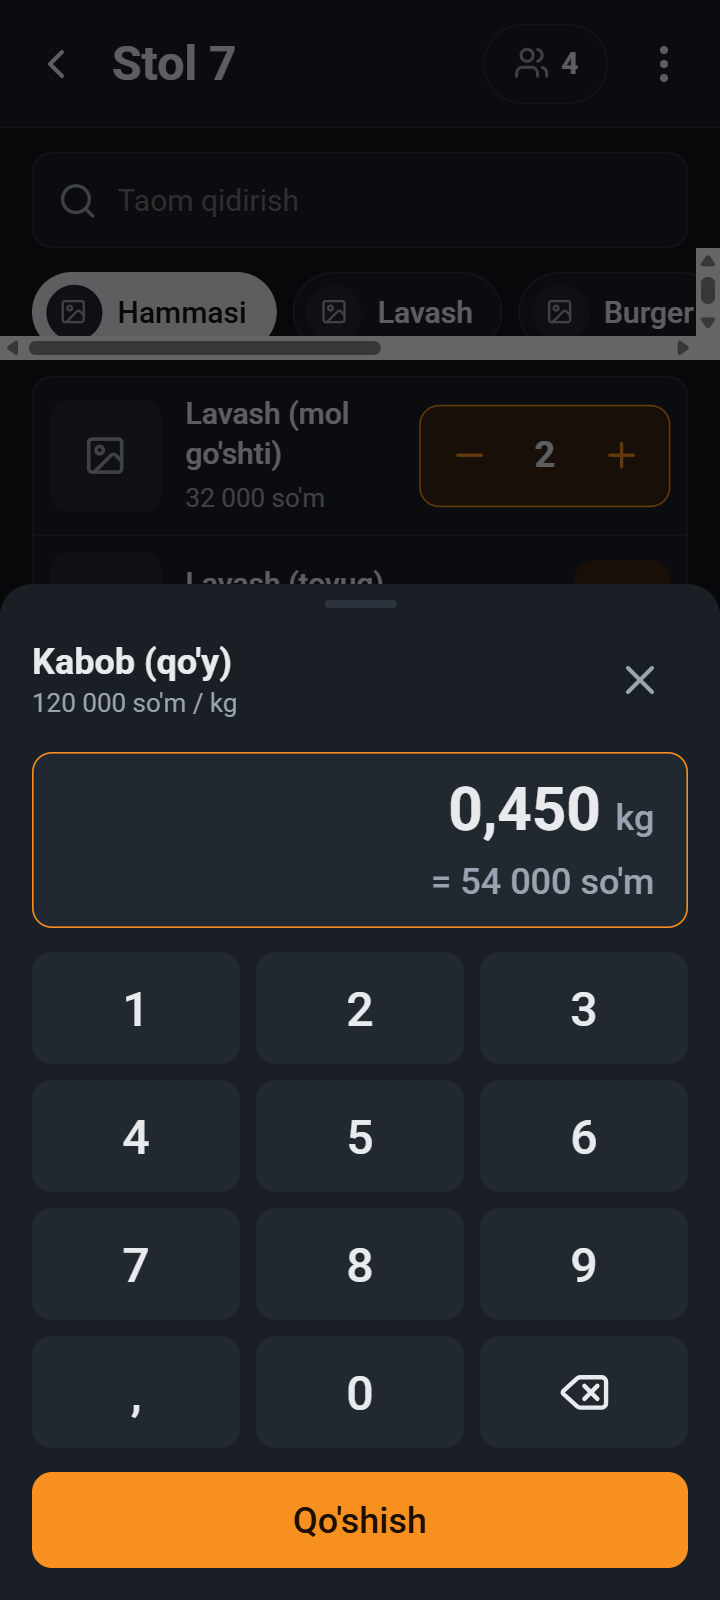 Stol 7
4
Taom qidirish
Hammasi
Lavash
Burger
Lavash (mol
go'shti)
32 000 so'm
2
Lavash (tovuq)
Kabob (qo'y)
120 000 so'm / kg
0,450 kg
= 54 000 so'm
1 2 3
4 5 6
7 8 9
, 0
Qo'shish